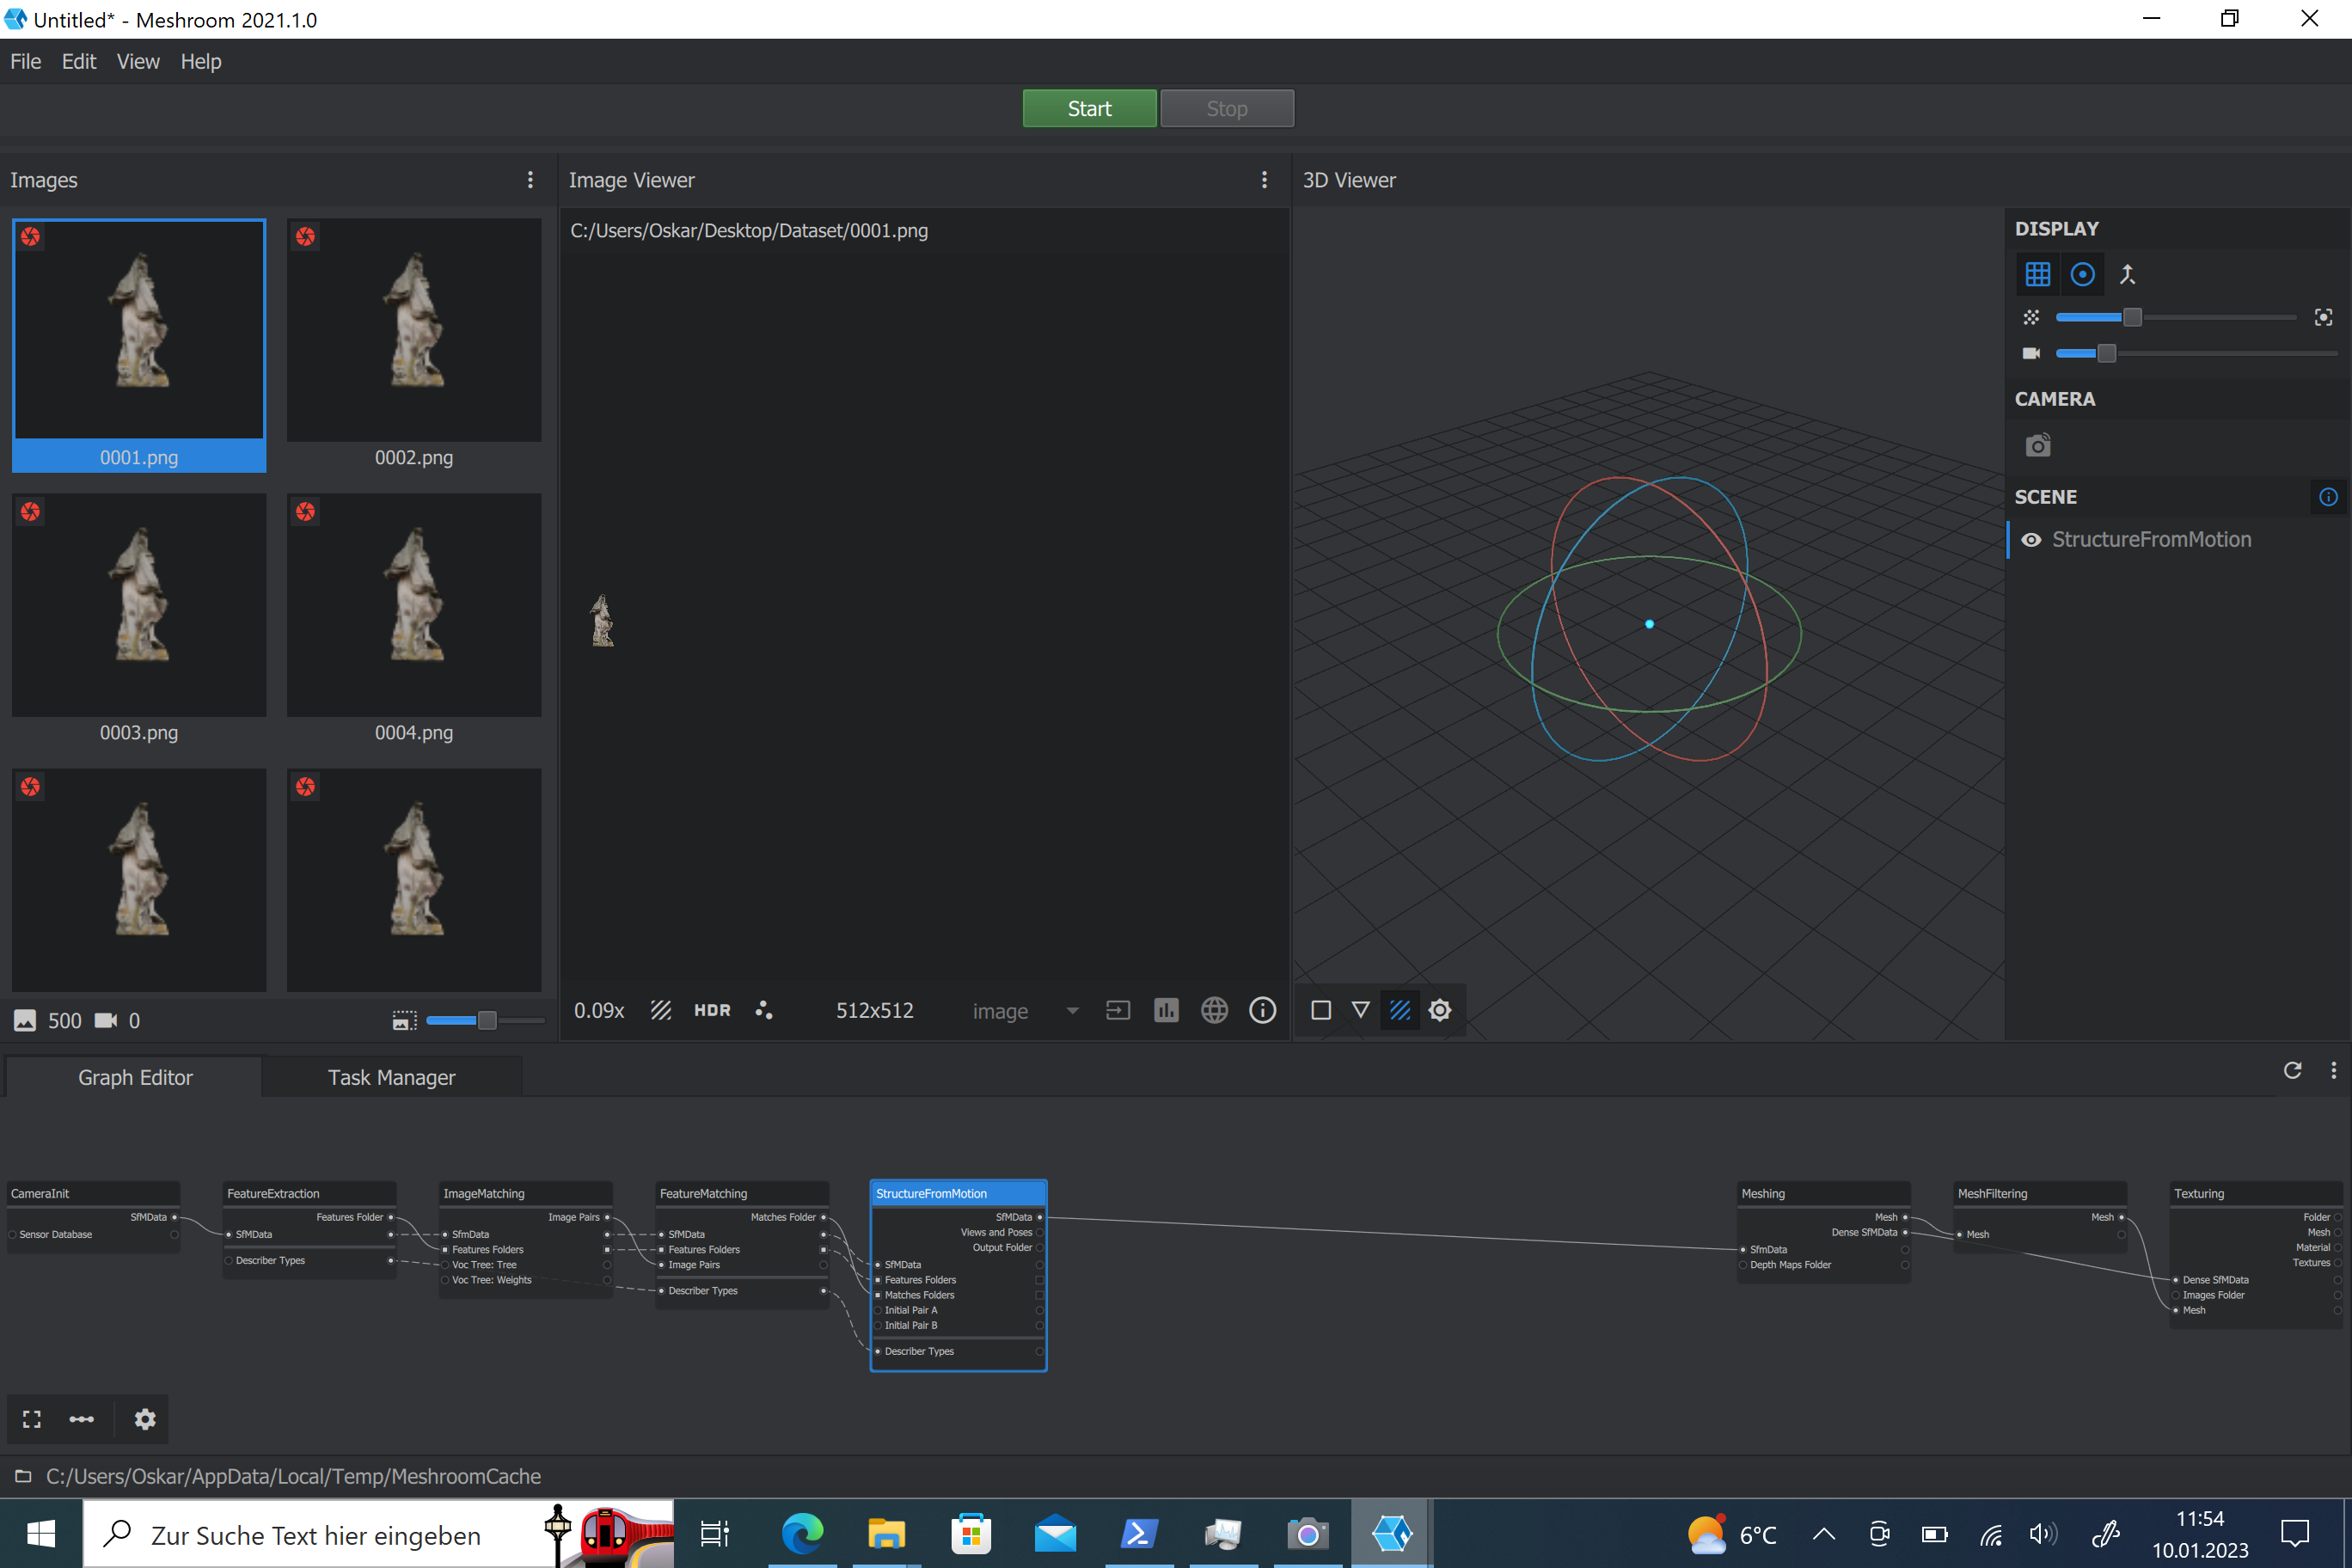 Untitled* - Meshroom 2021.1.0
File Edit View Help
Start Stop
Images
Image Viewer
3D Viewer
C:/Users/Oskar/Desktop/Dataset/0001.png
0001.png
0002.png
0003.png
0004.png
500 0
0.09x HDR 512x512 image
DISPLAY
CAMERA
SCENE
StructureFromMotion
Graph Editor Task Manager
CameraInit
SfMData
Sensor Database
FeatureExtraction
Features Folder
SfMData
Describer Types
ImageMatching
Image Pairs
SfmData
Features Folders
Voc Tree: Tree
Voc Tree: Weights
FeatureMatching
Matches Folder
SfMData
Features Folders
Image Pairs
Describer Types
StructureFromMotion
SfMData
Views and Poses
Output Folder
SfMData
Features Folders
Matches Folders
Initial Pair A
Initial Pair B
Describer Types
Meshing
Mesh
Dense SfMData
SfmData
Depth Maps Folder
MeshFiltering
Mesh
Mesh
Texturing
Folder
Mesh
Material
Textures
Dense SfMData
Images Folder
Mesh
C:/Users/Oskar/AppData/Local/Temp/MeshroomCache
Zur Suche Text hier eingeben
6°C
11:54
10.01.2023